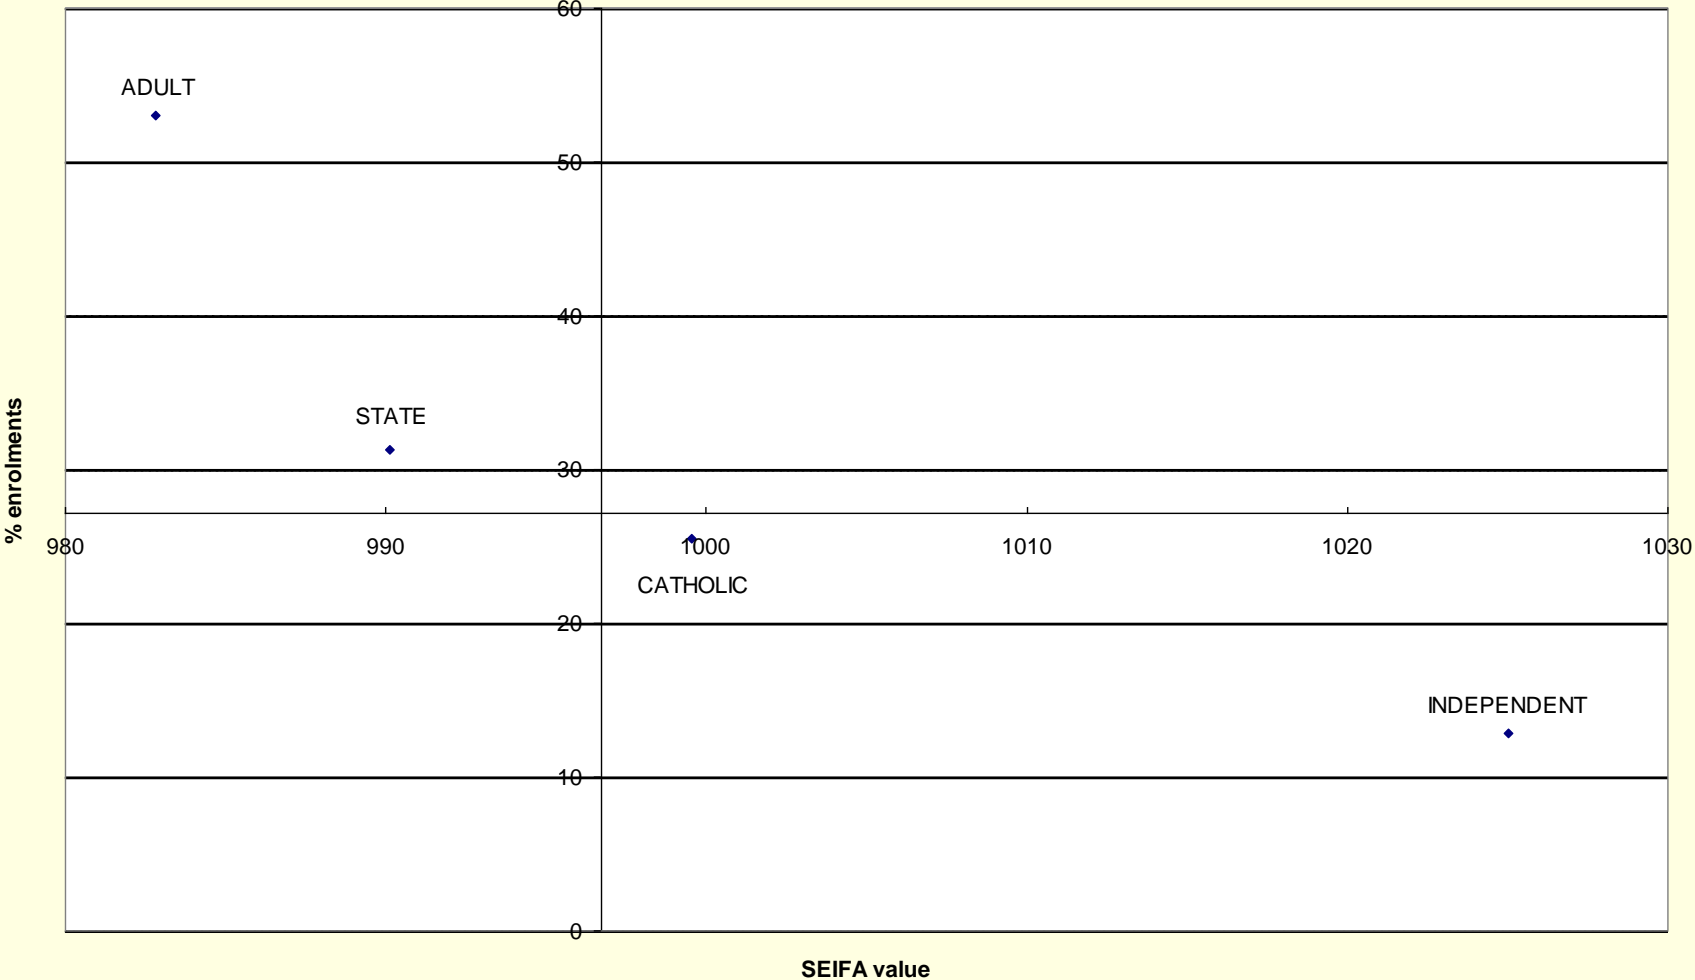 60
ADULT
50
40
STATE
30
% enrolments
980
990
1000
1010
1020
1030
CATHOLIC
20
INDEPENDENT
10
0
SEIFA value